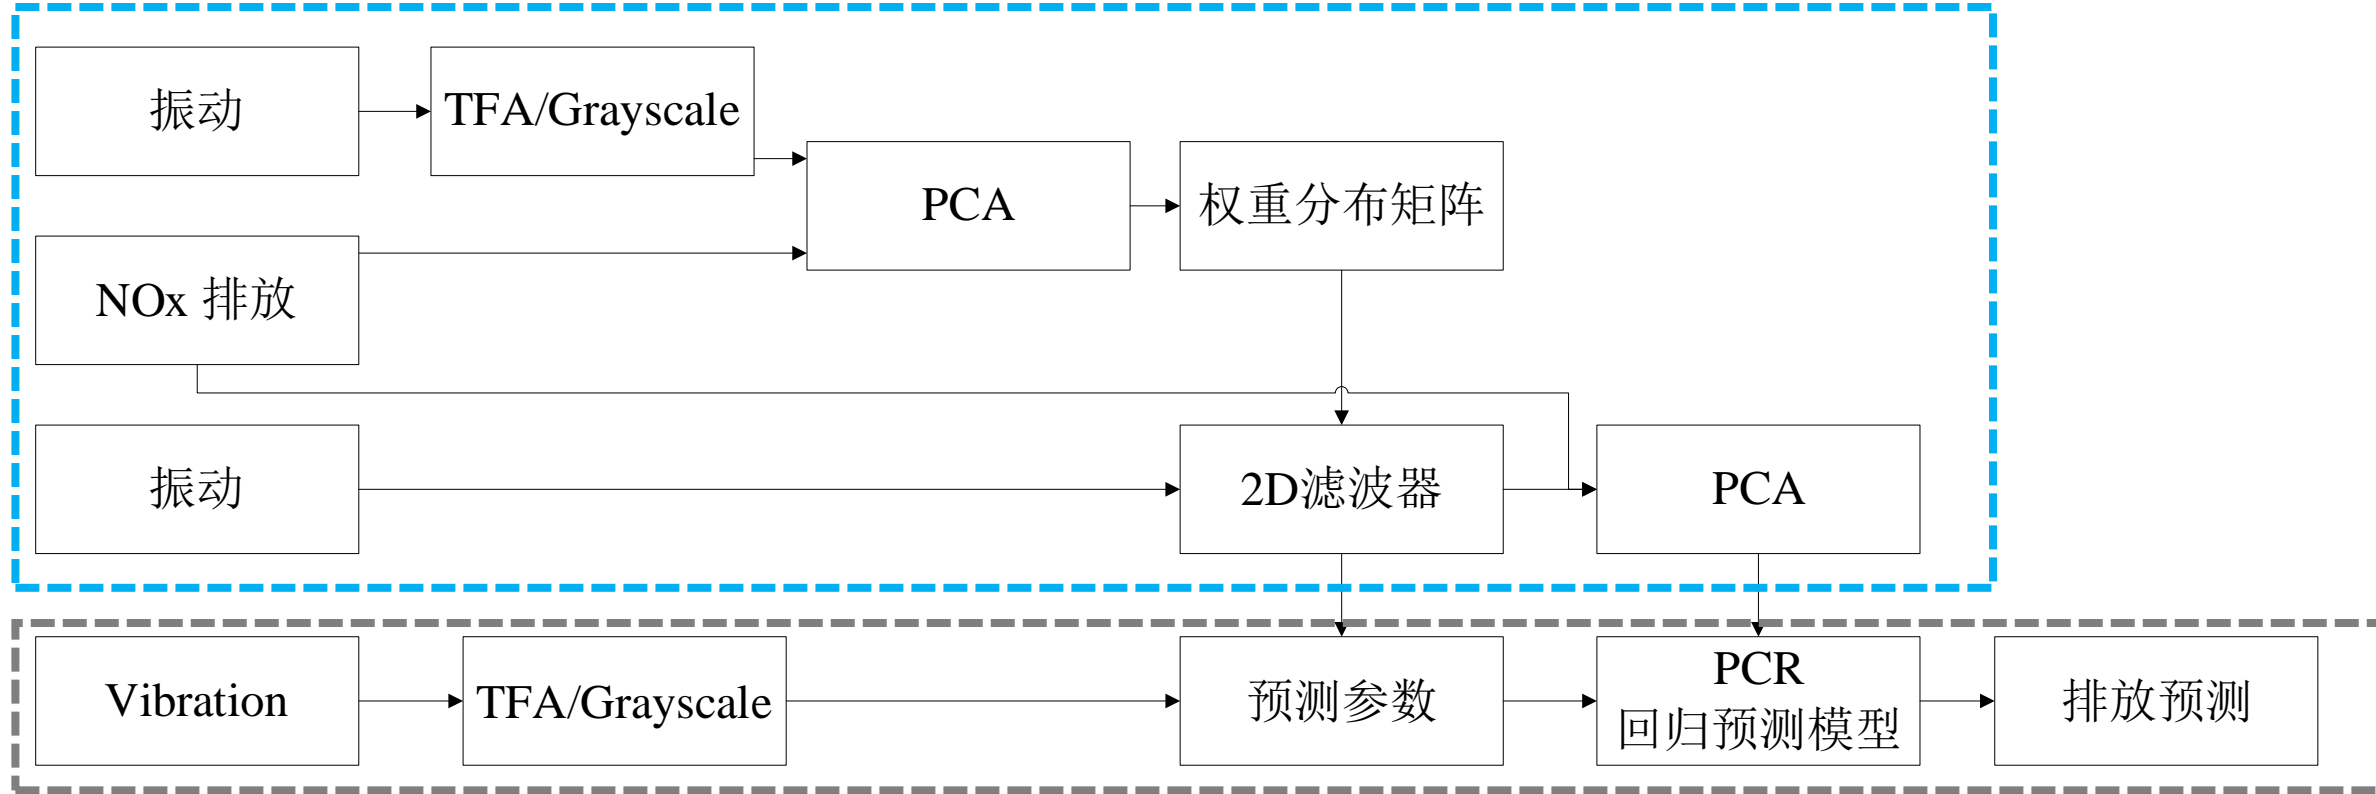 振动
TFA/Grayscale
PCA
权重分布矩阵
NOx 排放
振动
2D滤波器
PCA
Vibration
TFA/Grayscale
预测参数
PCR
回归预测模型
排放预测